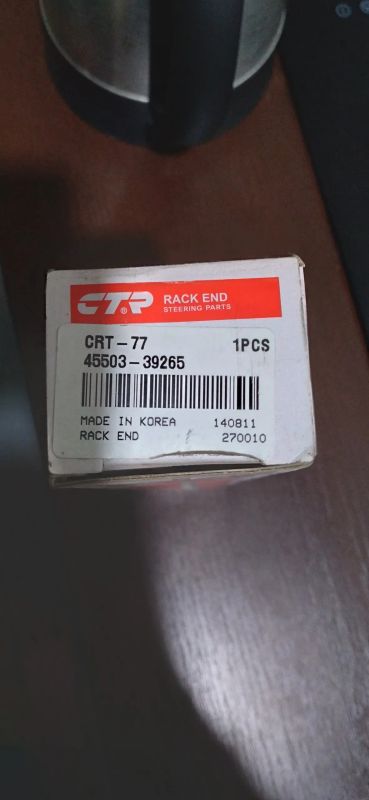 CTR® RACK END
STEERING PARTS
CRT-77 1PCS
45503-39265
MADE IN KOREA 140811
RACK END 270010